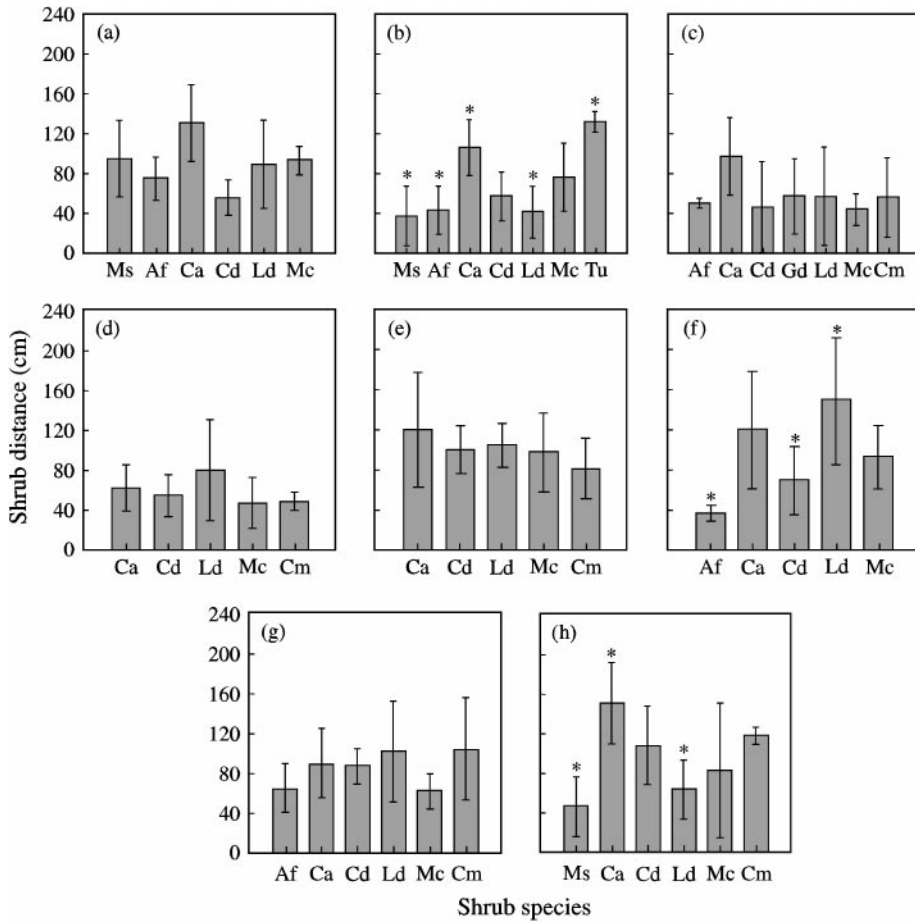 240
200
160
120
80
40
0
(a)
Ms Af Ca Cd Ld Mc
(b)
* * * * *
Ms Af Ca Cd Ld Mc Tu
(c)
Af Ca Cd Gd Ld Mc Cm
Shrub distance (cm)
240
200
160
120
80
40
0
(d)
Ca Cd Ld Mc Cm
(e)
Ca Cd Ld Mc Cm
(f)
* * *
Af Ca Cd Ld Mc
240
200
160
120
80
40
0
(g)
Af Ca Cd Ld Mc Cm
(h)
* * *
Ms Ca Cd Ld Mc Cm
Shrub species